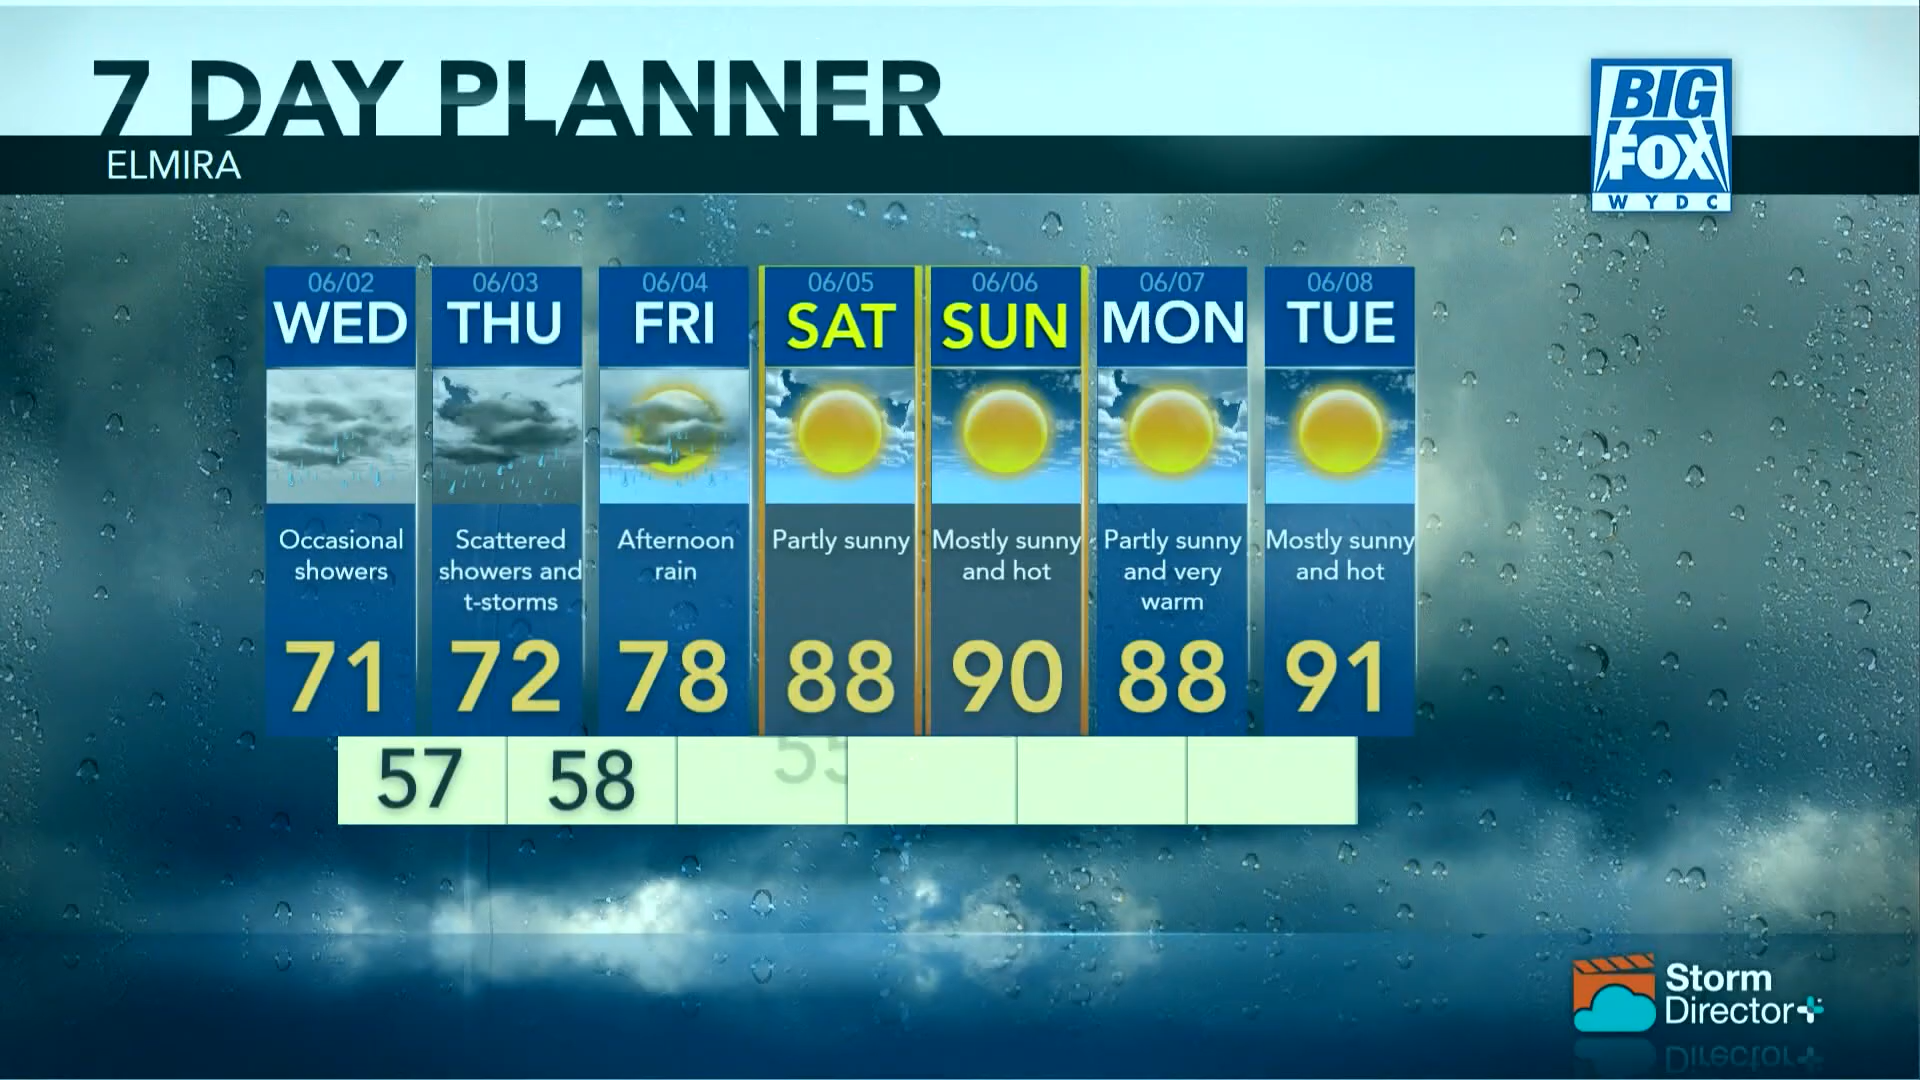 7 DAY PLANNER
ELMIRA
BIG
FOX
WYDC
06/02
WED
Occasional
showers
71
06/03
THU
Scattered
showers and
t-storms
72
06/04
FRI
Afternoon
rain
78
06/05
SAT
Partly sunny
88
06/06
SUN
Mostly sunny
and hot
90
06/07
MON
Partly sunny
and very
warm
88
06/08
TUE
Mostly sunny
and hot
91
57
58
55
Storm
Director+